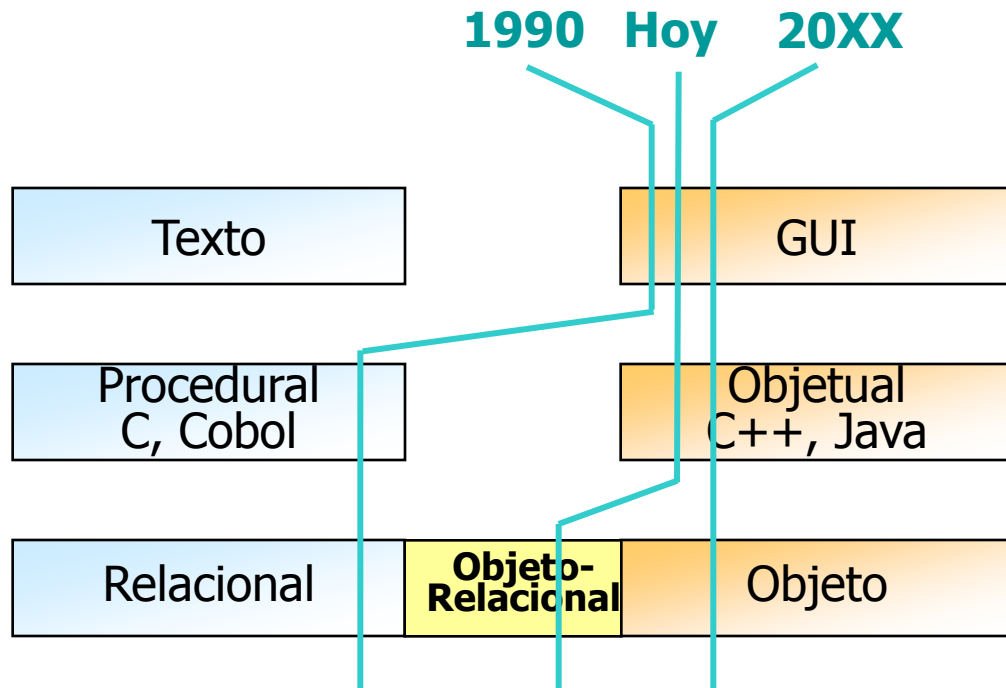 1990 Hoy 20XX
Texto
GUI
Procedural
C, Cobol
Objetual
C++, Java
Relacional
Objeto-
Relacional
Objeto